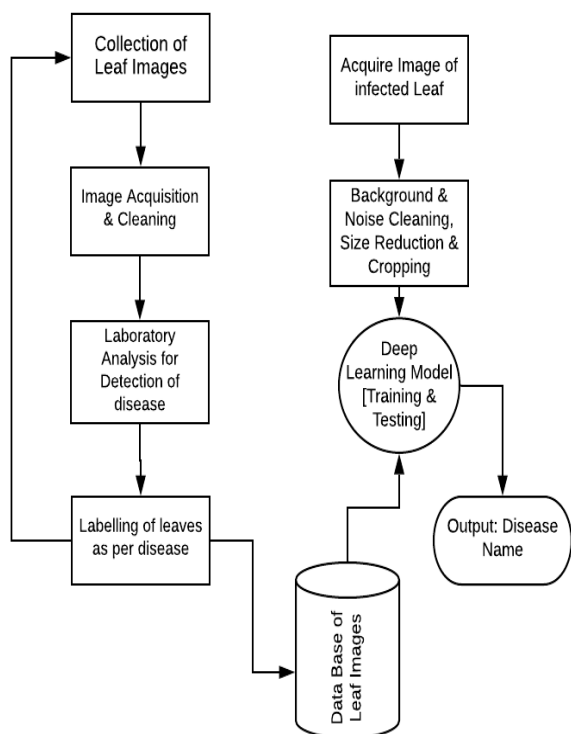 Collection of
Leaf Images
Image Acquisition
& Cleaning
Laboratory
Analysis for
Detection of
disease
Labelling of leaves
as per disease
Acquire Image of
infected Leaf
Background &
Noise Cleaning,
Size Reduction &
Cropping
Deep
Learning Model
[Training &
Testing]
Output: Disease
Name
Data Base of
Leaf Images